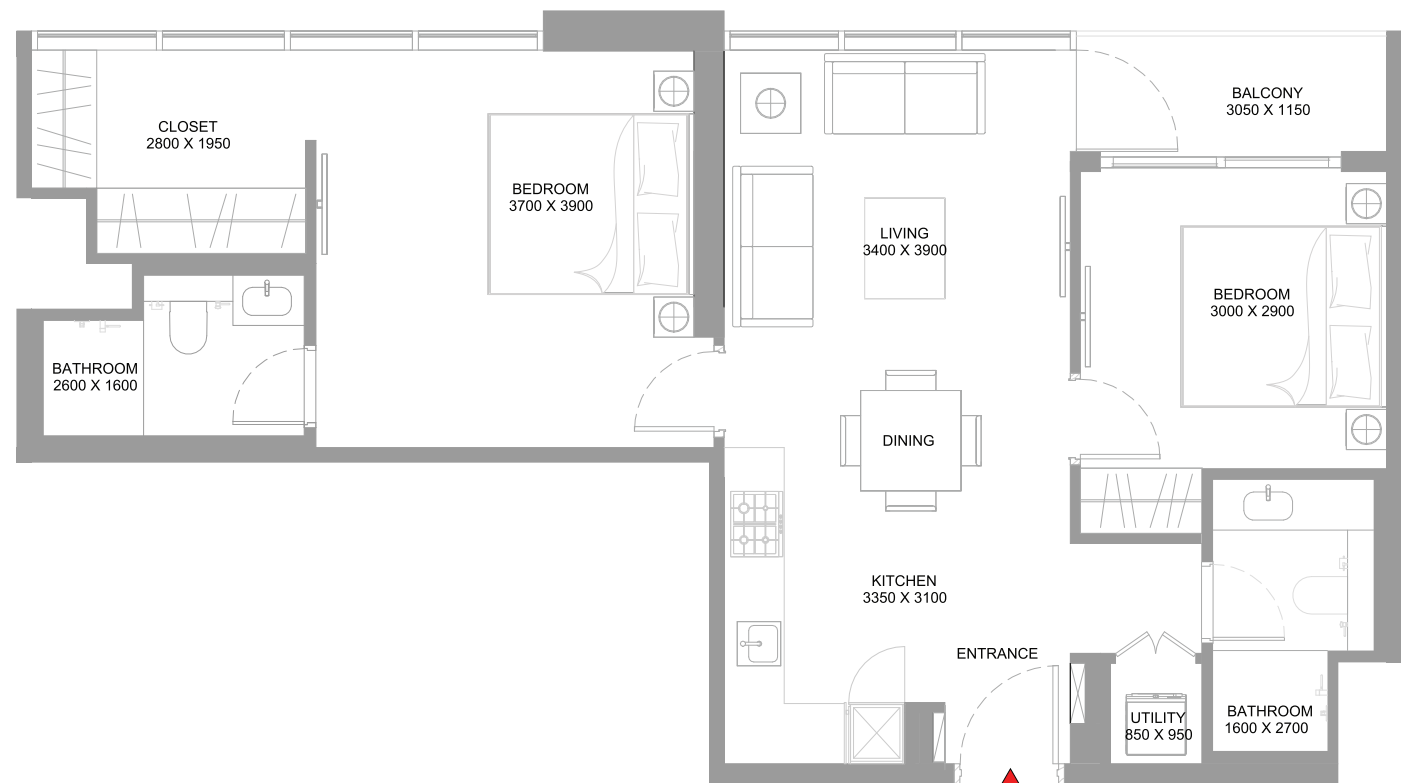 BALCONY
3050 X 1150
CLOSET
2800 X 1950
BEDROOM
3700 X 3900
LIVING
3400 X 3900
BEDROOM
3000 X 2900
BATHROOM
2600 X 1600
DINING
KITCHEN
3350 X 3100
ENTRANCE
UTILITY
850 X 950
BATHROOM
1600 X 2700